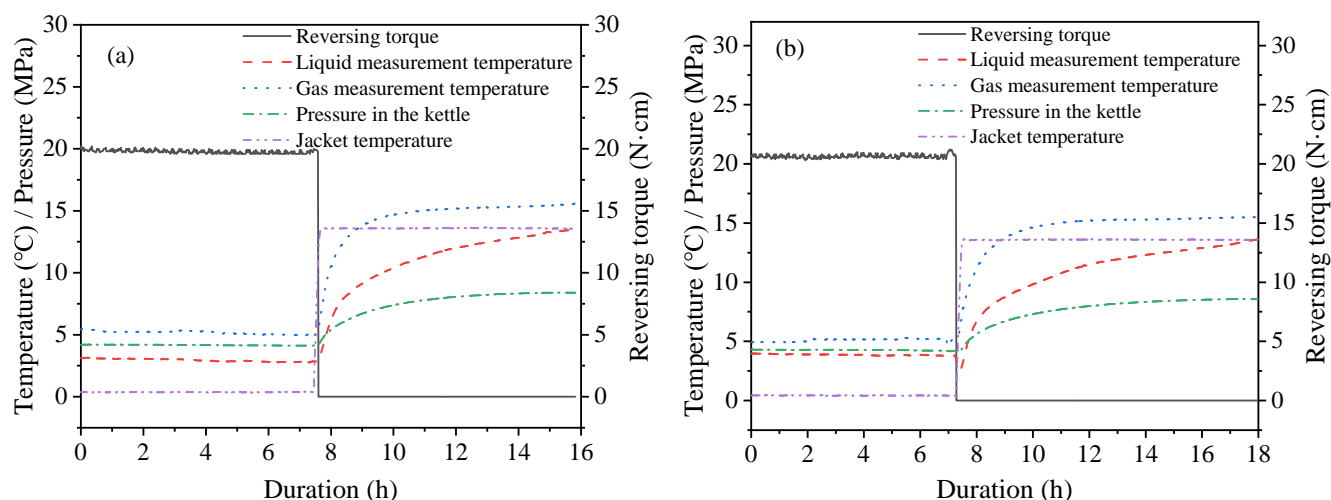 Temperature (°C) / Pressure (MPa)
30
25
20
15
10
5
0
(a)
Reversing torque
Liquid measurement temperature
Gas measurement temperature
Pressure in the kettle
Jacket temperature
30
25
20
15
10
5
0
Reversing torque (N·cm)
0 2 4 6 8 10 12 14 16
Duration (h)
Temperature (°C) / Pressure (MPa)
30
25
20
15
10
5
0
(b)
Reversing torque
Liquid measurement temperature
Gas measurement temperature
Pressure in the kettle
Jacket temperature
30
25
20
15
10
5
0
Reversing torque (N·cm)
0 2 4 6 8 10 12 14 16 18
Duration (h)